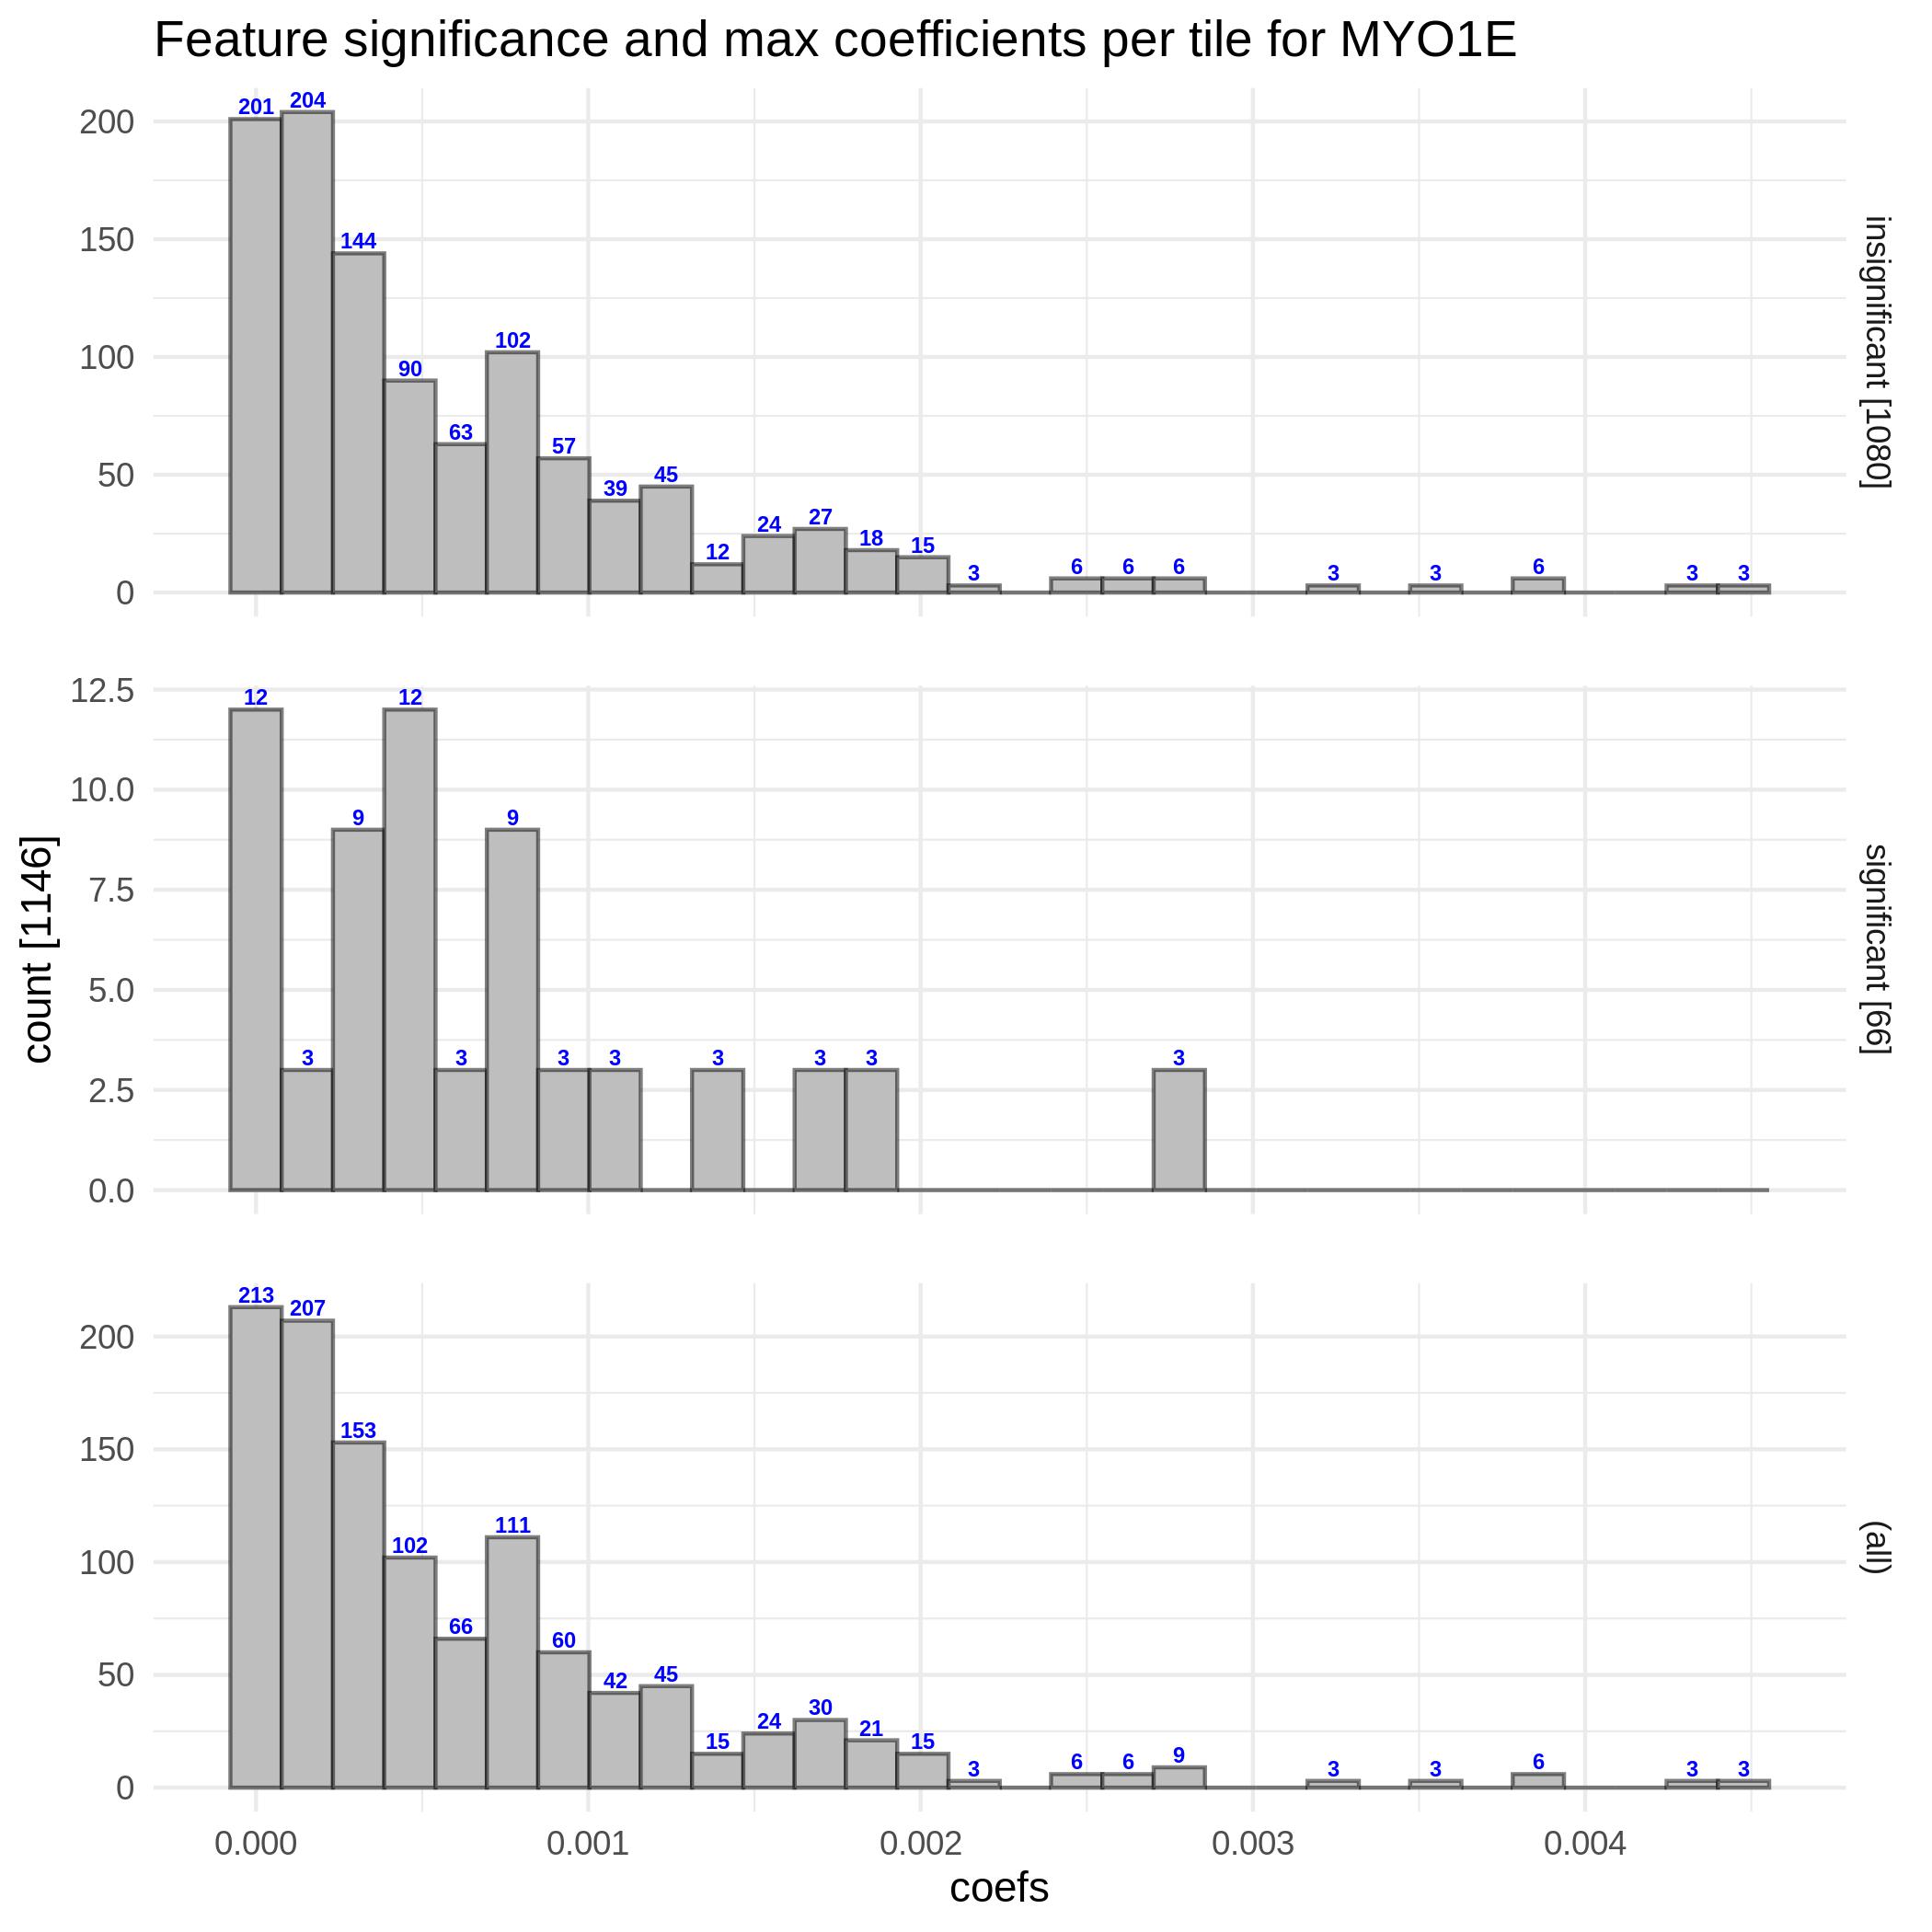 Feature significance and max coefficients per tile for MYO1E
201 204 144 90 63 102 57 39 45 12 24 27 18 15 3 6 6 6 3 3 6 3 3
200
150
100
50
0
insignificant [1080]
12 3 9 12 3 9 3 3 3 3 3 3
12.5
10.0
7.5
5.0
2.5
0.0
significant [66]
count [1146]
213 207 153 102 66 111 60 42 45 15 24 30 21 15 3 6 6 9 3 3 6 3 3
200
150
100
50
0
(all)
0.000 0.001 0.002 0.003 0.004
coefs